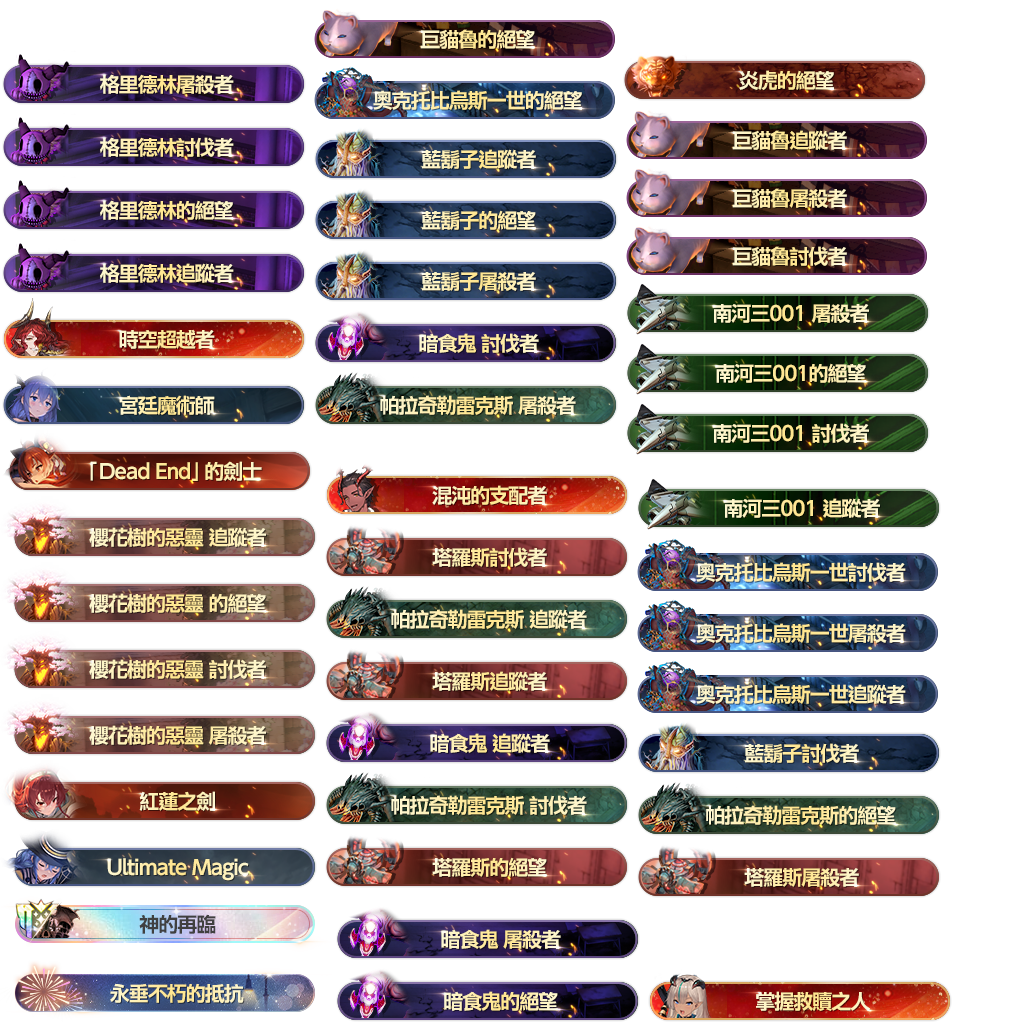 格里德林屠殺者
格里德林討伐者
格里德林的絕望
格里德林追蹤者
時空超越者
宮廷魔術師
「Dead End」的劍士
櫻花樹的惡靈 追蹤者
櫻花樹的惡靈 的絕望
櫻花樹的惡靈 討伐者
櫻花樹的惡靈 屠殺者
紅蓮之劍
Ultimate Magic
神的再臨
永垂不朽的抵抗
巨貓魯的絕望
奧克托比烏斯一世的絕望
藍鬍子追蹤者
藍鬍子的絕望
藍鬍子屠殺者
暗食鬼 討伐者
帕拉奇勒雷克斯 屠殺者
混沌的支配者
塔羅斯討伐者
帕拉奇勒雷克斯 追蹤者
塔羅斯追蹤者
暗食鬼 追蹤者
帕拉奇勒雷克斯 討伐者
塔羅斯的絕望
暗食鬼 屠殺者
暗食鬼的絕望
炎虎的絕望
巨貓魯追蹤者
巨貓魯屠殺者
巨貓魯討伐者
南河三001 屠殺者
南河三001的絕望
南河三001 討伐者
南河三001 追蹤者
奧克托比烏斯一世討伐者
奧克托比烏斯一世屠殺者
奧克托比烏斯一世追蹤者
藍鬍子討伐者
帕拉奇勒雷克斯的絕望
塔羅斯屠殺者
掌握救贖之人